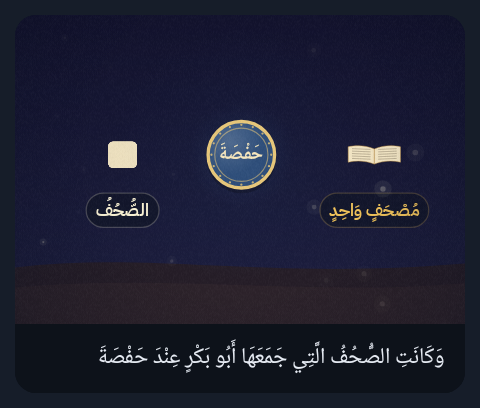 حَفْصَةَ
مُصْحَفٍ وَاحِدٍ
الصُّحُفُ
وَكَانَتِ الصُّحُفُ الَّتِي جَمَعَهَا أَبُو بَكْرٍ عِنْدَ حَفْصَةَ